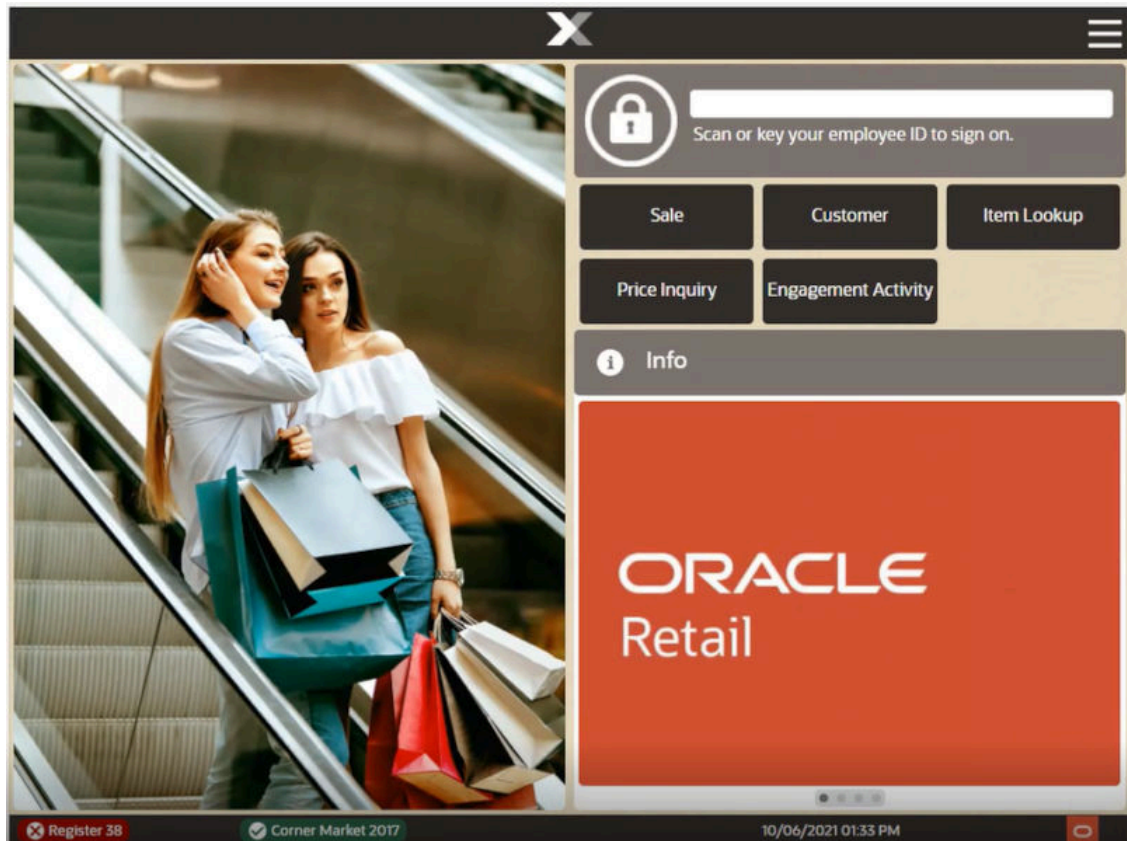 Scan or key your employee ID to sign on.
Sale
Customer
Item Lookup
Price Inquiry
Engagement Activity
Info
ORACLE
Retail
Register 38
Corner Market 2017
10/06/2021 01:33 PM